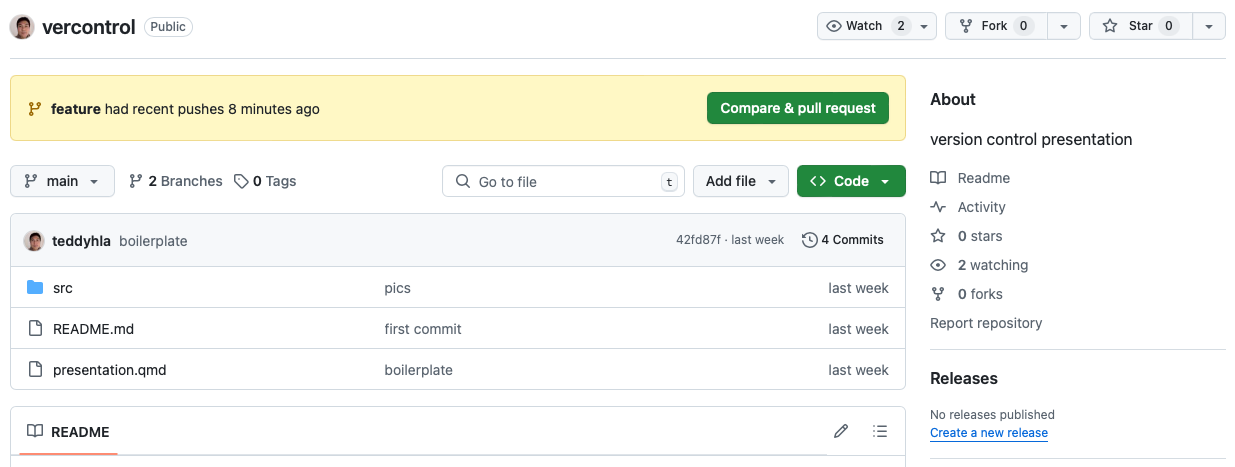 vercontrol Public Watch 2 Fork 0 Star 0
feature had recent pushes 8 minutes ago Compare & pull request
main 2 Branches 0 Tags Go to file t Add file Code
teddyhla boilerplate 42fd87f · last week 4 Commits
src pics last week
README.md first commit last week
presentation.qmd boilerplate last week
README
About
version control presentation
Readme
Activity
0 stars
2 watching
0 forks
Report repository
Releases
No releases published
Create a new release